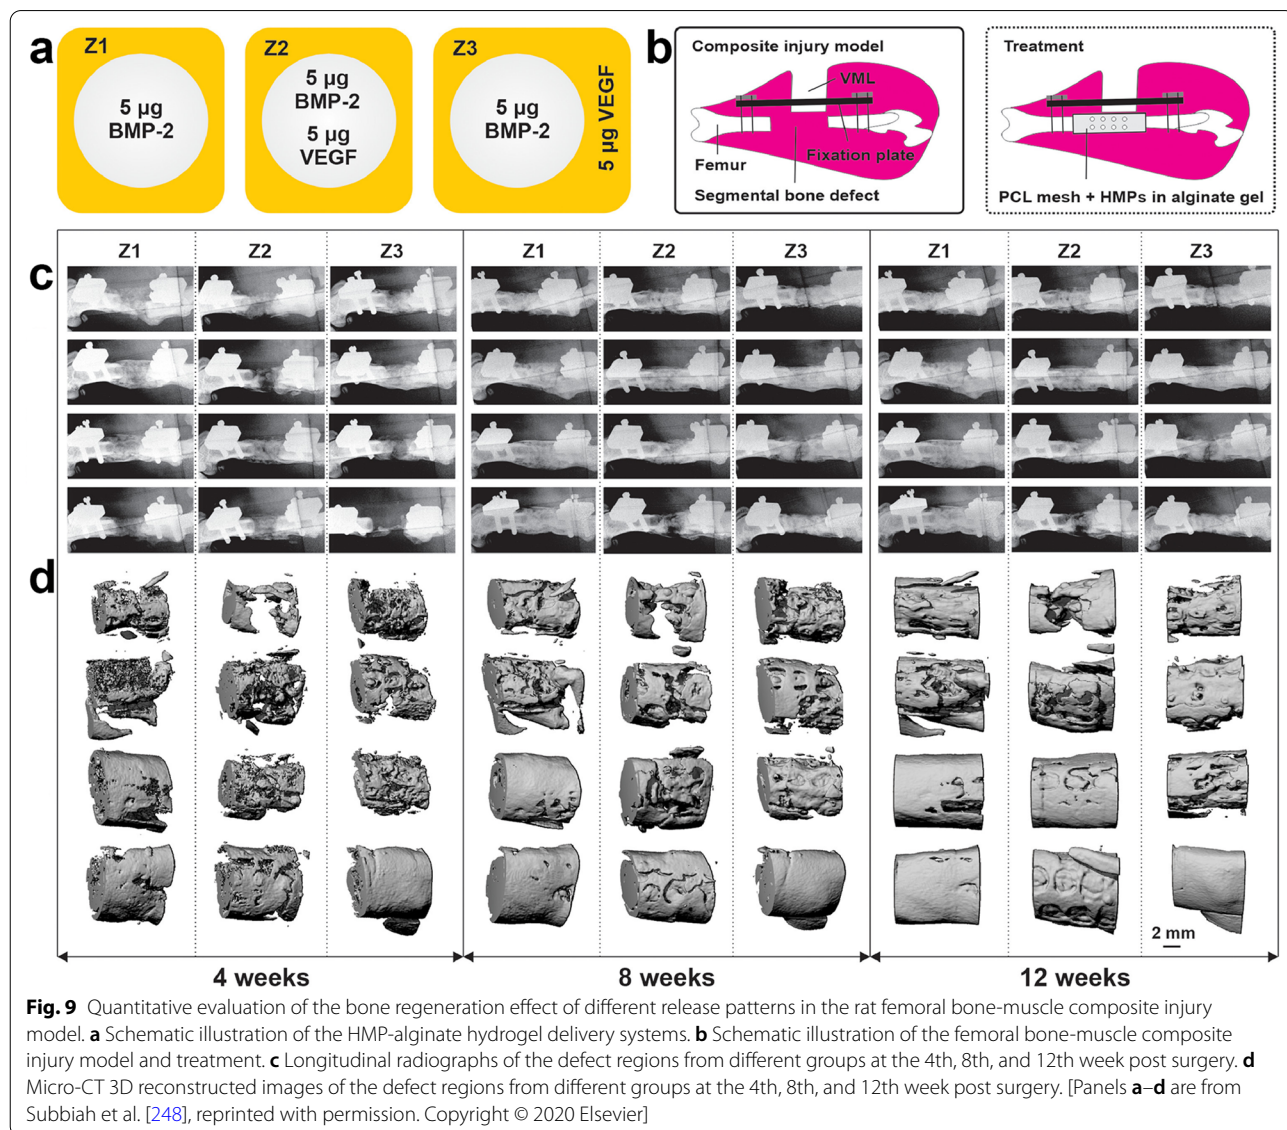 a
Z1
5 µg
BMP-2
Z2
5 µg
BMP-2
5 µg
VEGF
Z3
5 µg
BMP-2
5 µg VEGF
b
Composite injury model
VML
Femur
Fixation plate
Segmental bone defect
Treatment
PCL mesh + HMPs in alginate gel
c
Z1 Z2 Z3 Z1 Z2 Z3 Z1 Z2 Z3
d
2 mm
4 weeks 8 weeks 12 weeks
Fig. 9 Quantitative evaluation of the bone regeneration effect of different release patterns in the rat femoral bone-muscle composite injury
model. a Schematic illustration of the HMP-alginate hydrogel delivery systems. b Schematic illustration of the femoral bone-muscle composite
injury model and treatment. c Longitudinal radiographs of the defect regions from different groups at the 4th, 8th, and 12th week post surgery. d
Micro-CT 3D reconstructed images of the defect regions from different groups at the 4th, 8th, and 12th week post surgery. [Panels a–d are from
Subbiah et al. [248], reprinted with permission. Copyright © 2020 Elsevier]